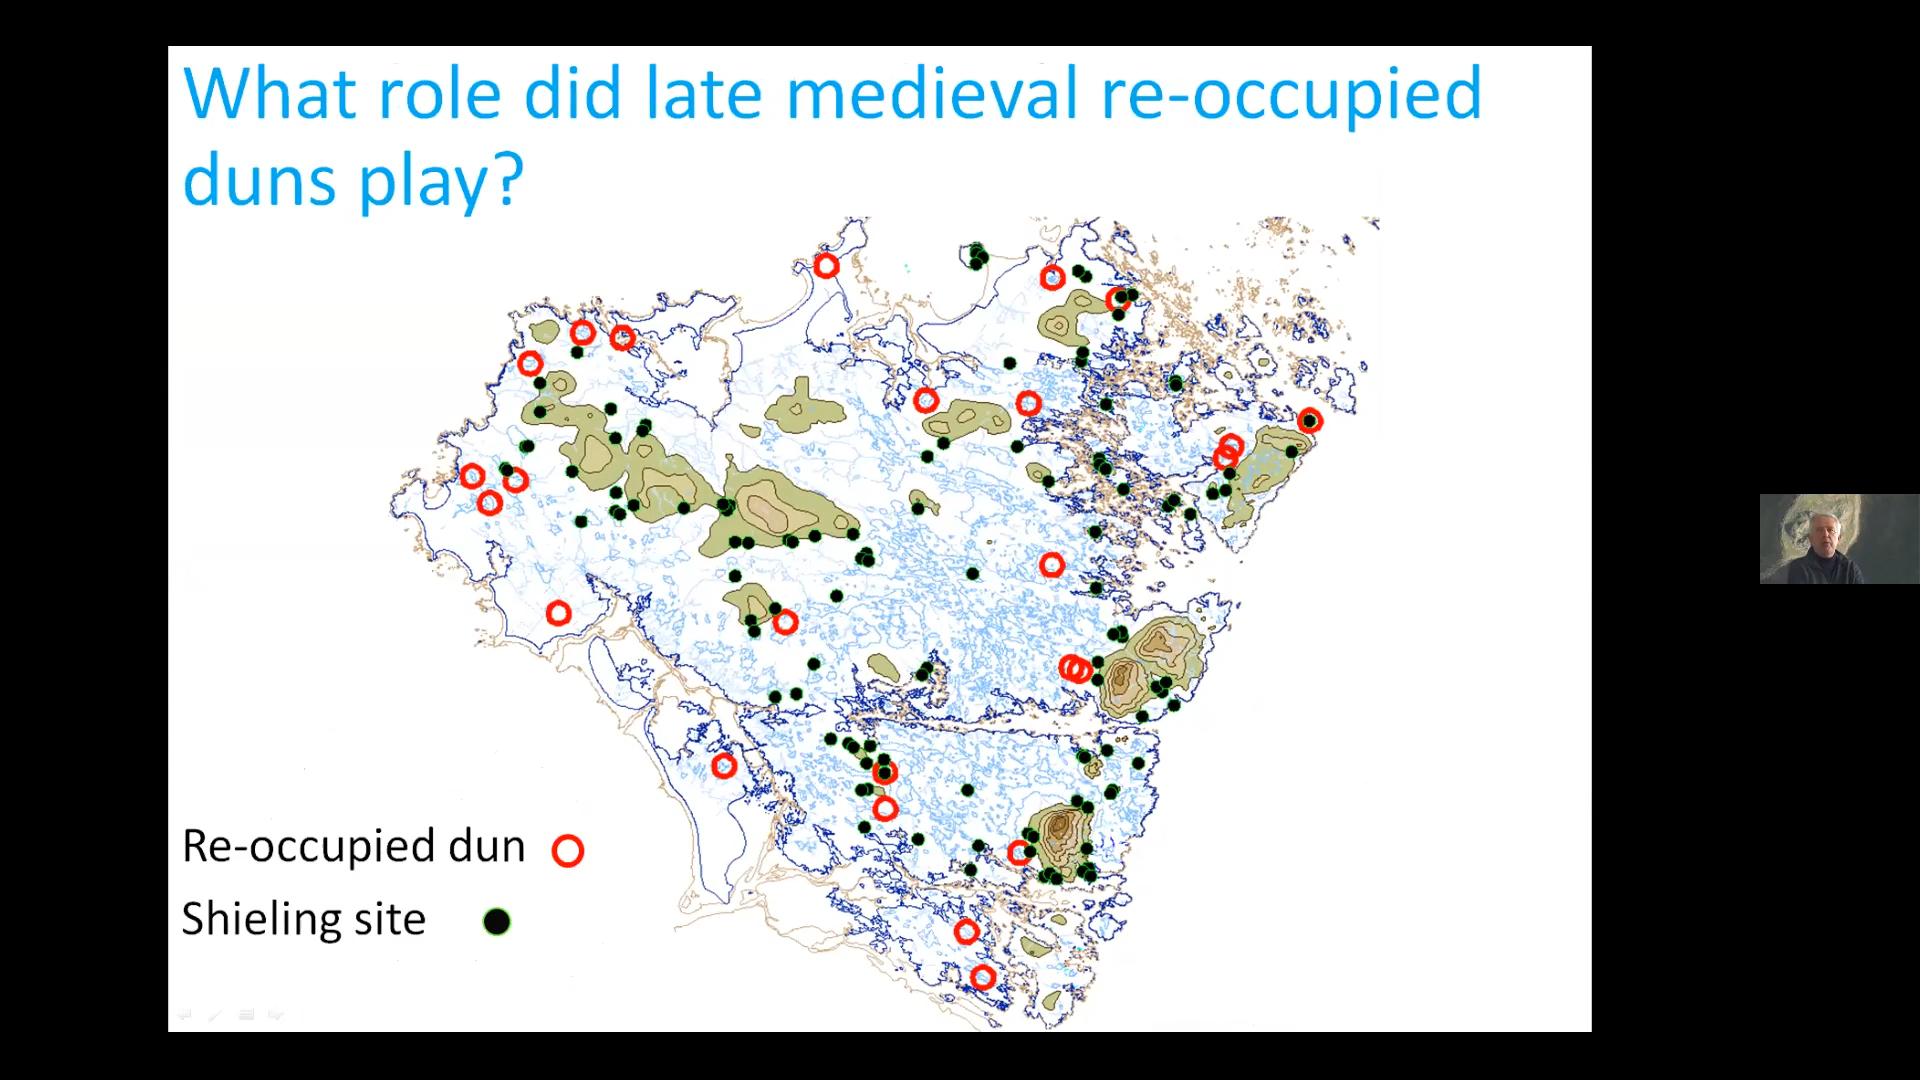 What role did late medieval re-occupied
duns play?
Re-occupied dun
Shieling site